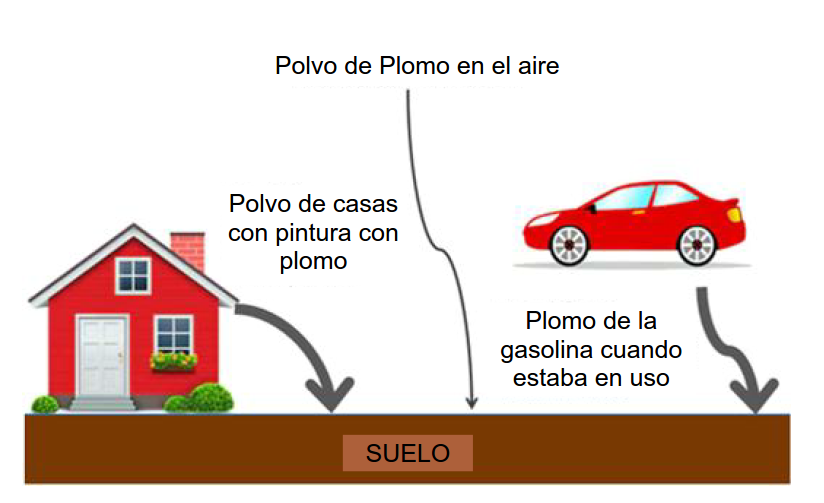 Polvo de Plomo en el aire
Polvo de casas
con pintura con
plomo
Plomo de la
gasolina cuando
estaba en uso
SUELO